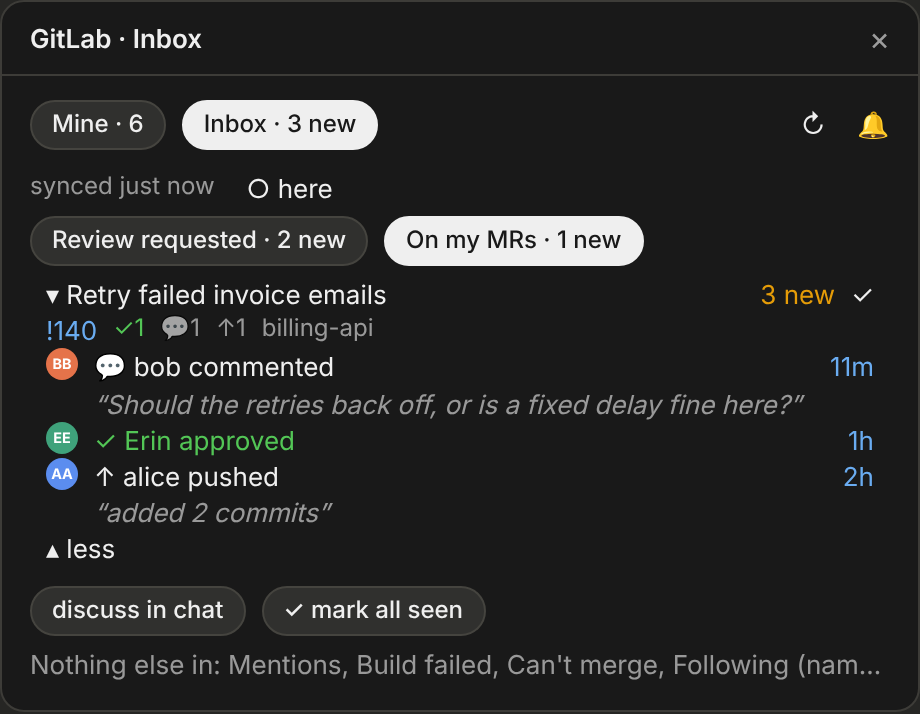 GitLab · Inbox ×
Mine · 6 Inbox · 3 new
synced just now here
Review requested · 2 new On my MRs · 1 new
▾ Retry failed invoice emails 3 new ✓
!140 ✓1 💬1 ↑1 billing-api
BB 💬 bob commented 11m
“Should the retries back off, or is a fixed delay fine here?”
EE ✓ Erin approved 1h
AA ↑ alice pushed 2h
“added 2 commits”
▴ less
discuss in chat ✓ mark all seen
Nothing else in: Mentions, Build failed, Can't merge, Following (nam...